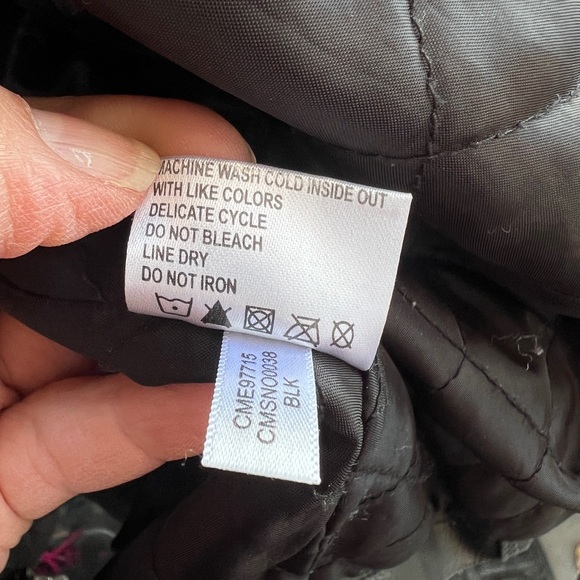 MACHINE WASH COLD INSIDE OUT
WITH LIKE COLORS
DELICATE CYCLE
DO NOT BLEACH
LINE DRY
DO NOT IRON
CME97715
CMSNO0038
BLK